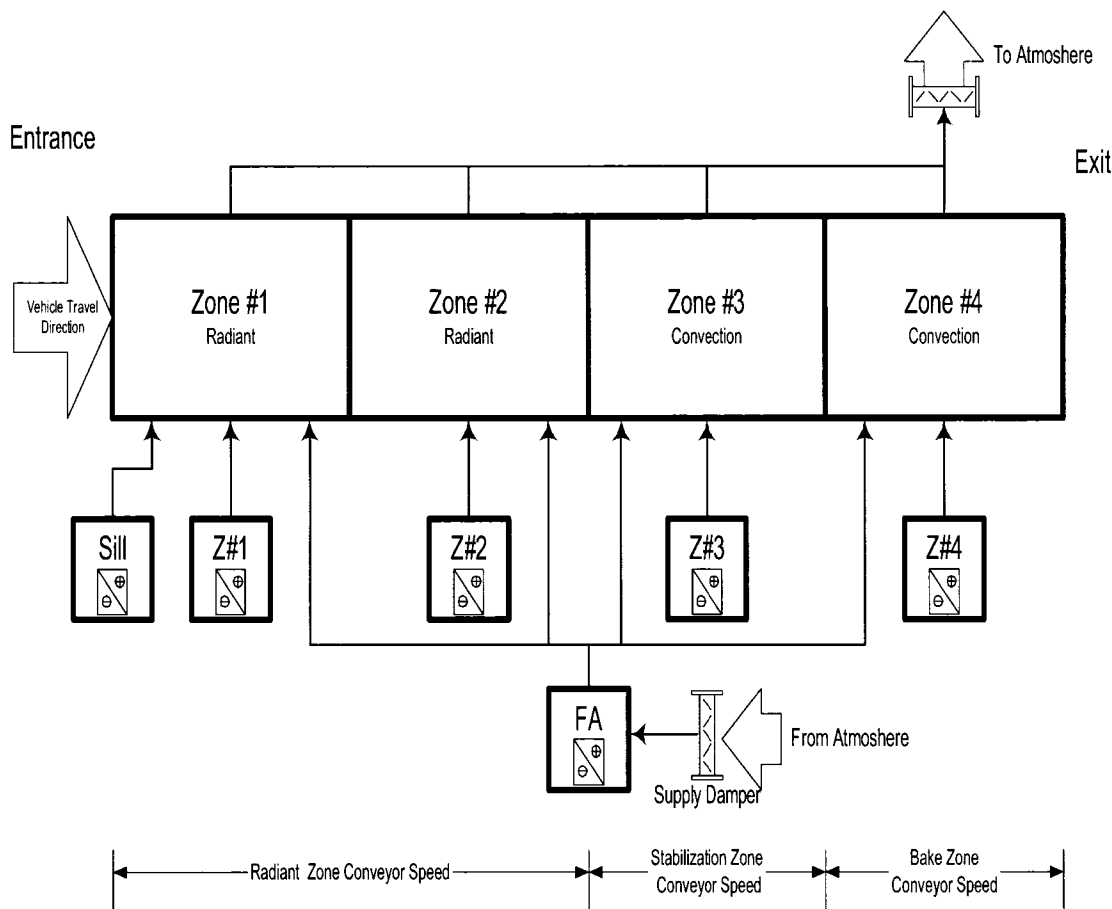 To Atmoshere
Entrance
Exit
Vehicle Travel
Direction
Zone #1
Radiant
Zone #2
Radiant
Zone #3
Convection
Zone #4
Convection
Sill
Z#1
Z#2
Z#3
Z#4
FA
From Atmoshere
Supply Damper
Radiant Zone Conveyor Speed
Stabilization Zone
Conveyor Speed
Bake Zone
Conveyor Speed